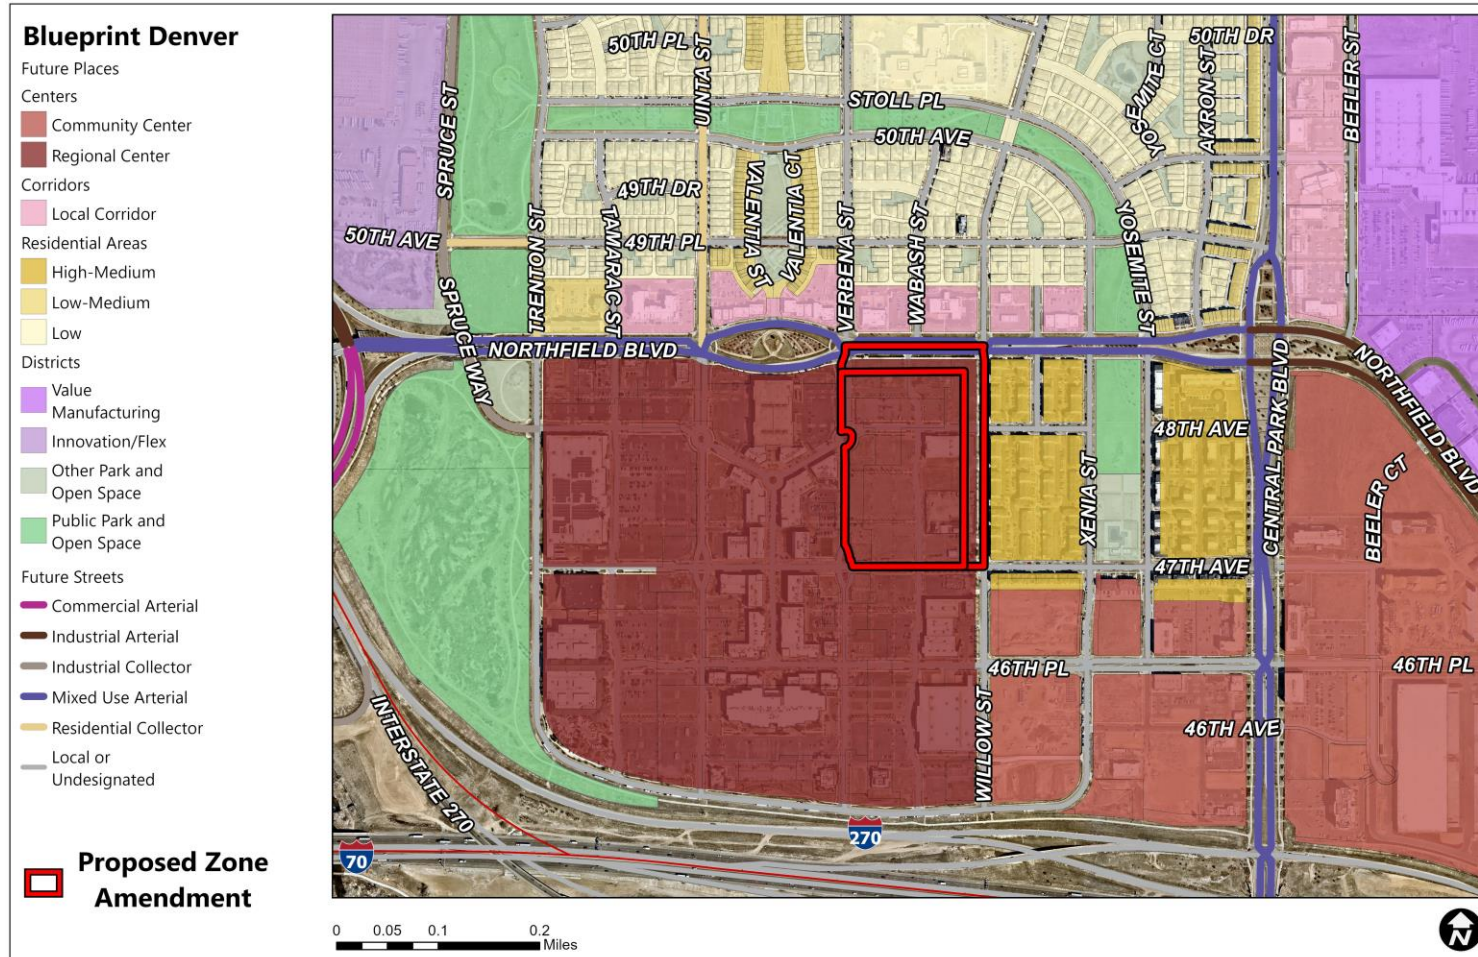 Blueprint Denver
Future Places
Centers
Community Center
Regional Center
Corridors
Local Corridor
Residential Areas
High-Medium
Low-Medium
Low
Districts
Value
Manufacturing
Innovation/Flex
Other Park and
Open Space
Public Park and
Open Space
Future Streets
Commercial Arterial
Industrial Arterial
Industrial Collector
Mixed Use Arterial
Residential Collector
Local or
Undesignated
Proposed Zone
Amendment
50TH PL
UINTA ST
SPRUCE ST
STOLL PL
50TH AVE
YOSEMITE CT
50TH DR
AKRON ST
BEELER ST
49TH DR
VALENTIA ST
VALENTIA CT
TRENTON ST
TAMARAC ST
50TH AVE
49TH PL
VERBENA ST
WABASH ST
YOSEMITE ST
SPRUCE WAY
NORTHFIELD BLVD
CENTRAL PARK BLVD
NORTHFIELD BLVD
48TH AVE
XENIA ST
BEELER CT
47TH AVE
46TH PL
46TH PL
WILLOW ST
46TH AVE
INTERSTATE 270
70
270
0 0.05 0.1 0.2
Miles
N